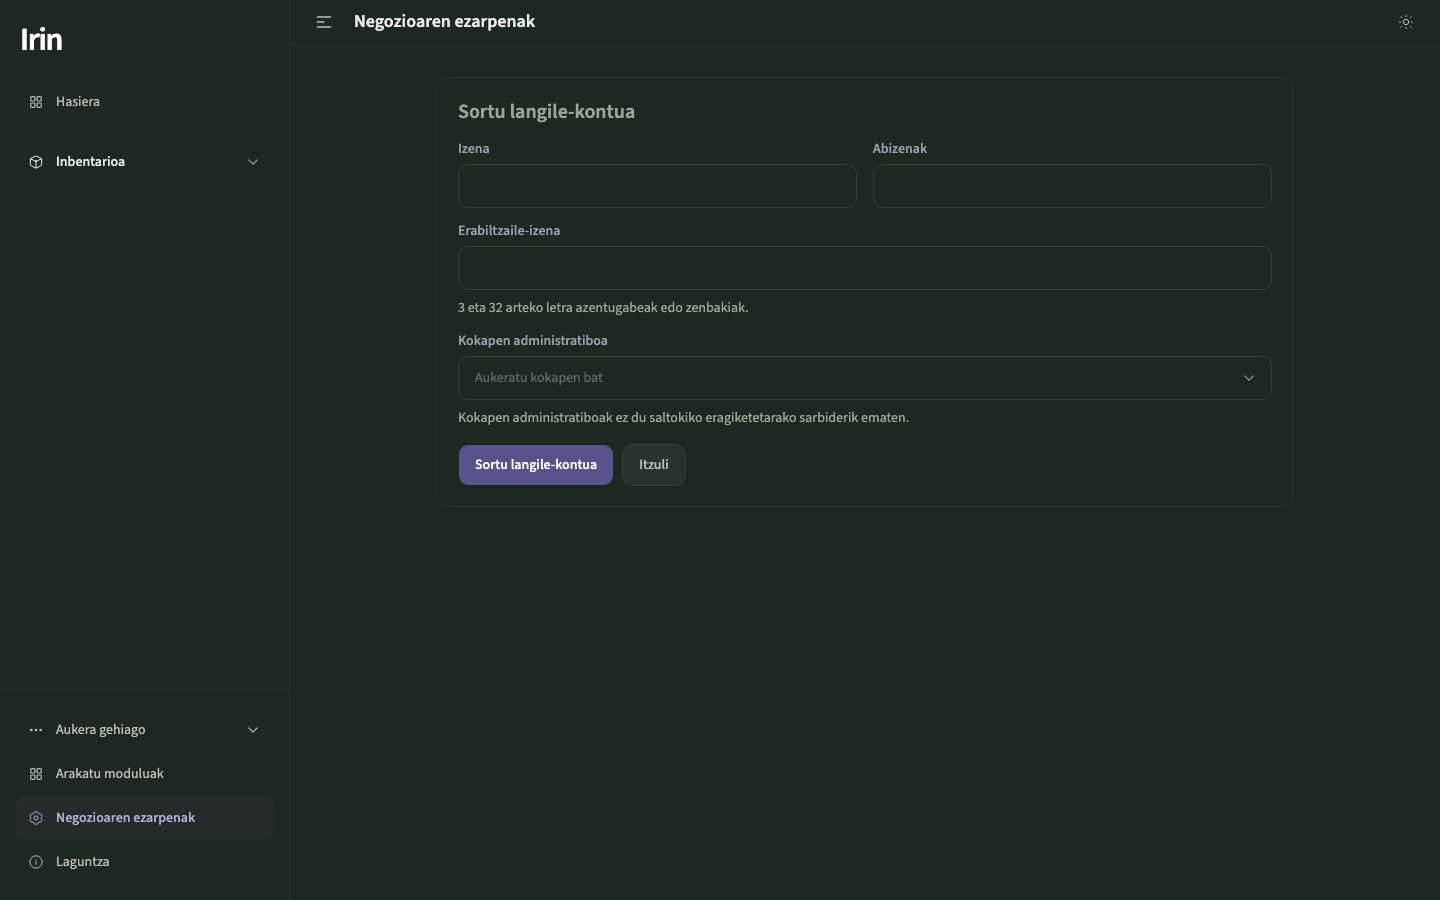 Irin
Hasiera
Inbentarioa
Aukera gehiago
Arakatu moduluak
Negozioaren ezarpenak
Laguntza
Negozioaren ezarpenak
Sortu langile-kontua
Izena
Abizenak
Erabiltzaile-izena
3 eta 32 arteko letra azentugabeak edo zenbakiak.
Kokapen administratiboa
Aukeratu kokapen bat
Kokapen administratiboak ez du saltokiko eragiketetarako sarbiderik ematen.
Sortu langile-kontua
Itzuli